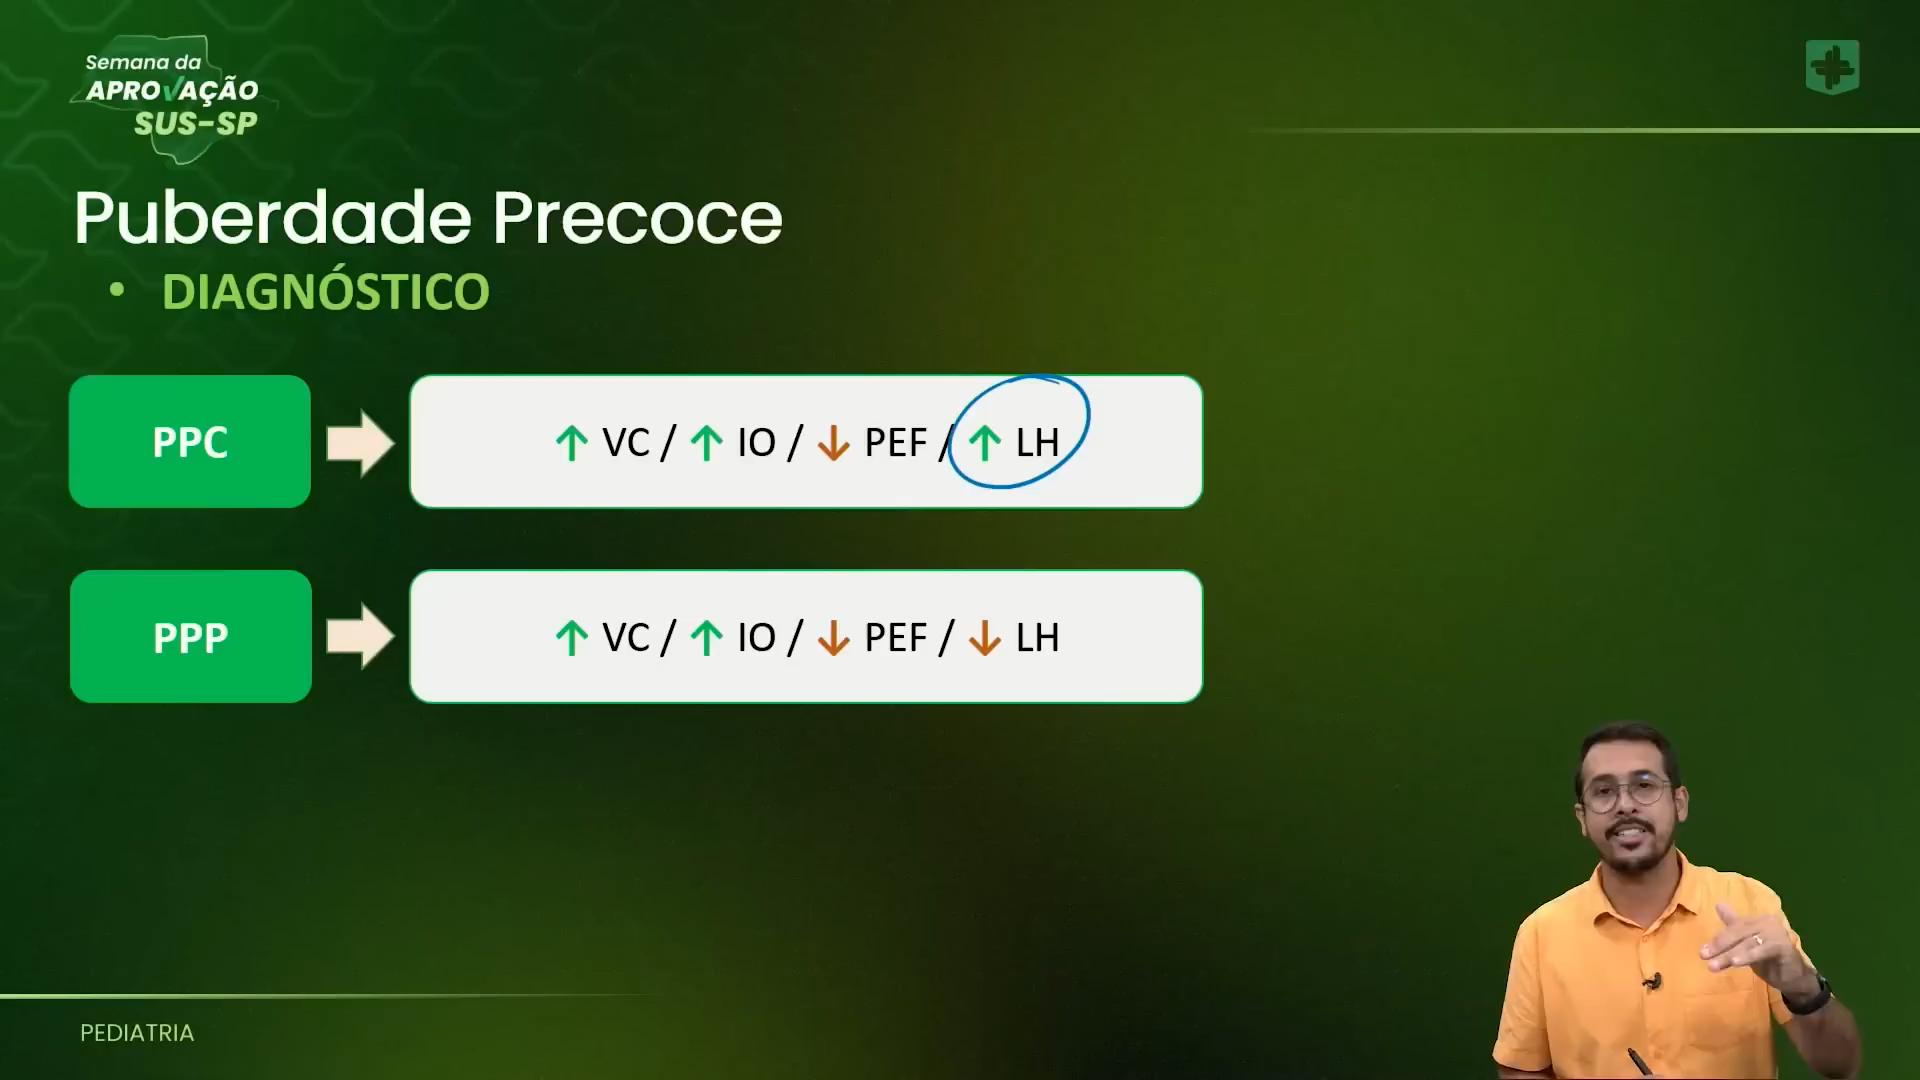 Semana da
APROVAÇÃO
SUS-SP
Puberdade Precoce
• DIAGNÓSTICO
PPC
↑ VC / ↑ IO / ↓ PEF / ↑ LH
PPP
↑ VC / ↑ IO / ↓ PEF / ↓ LH
PEDIATRIA